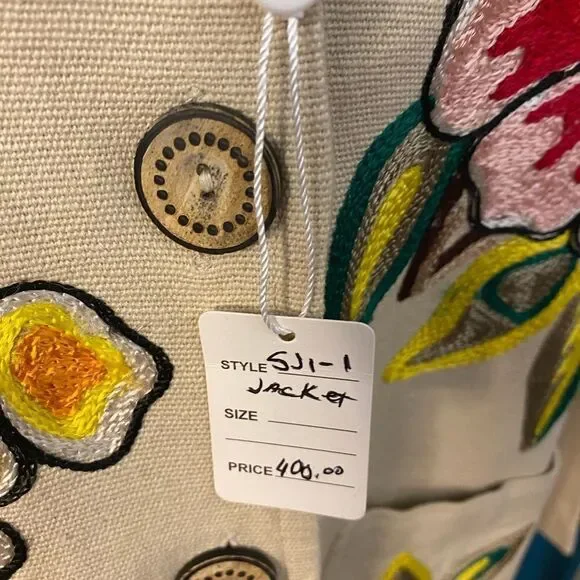 STYLE SJ1-1
JACKet
SIZE
PRICE 400.00